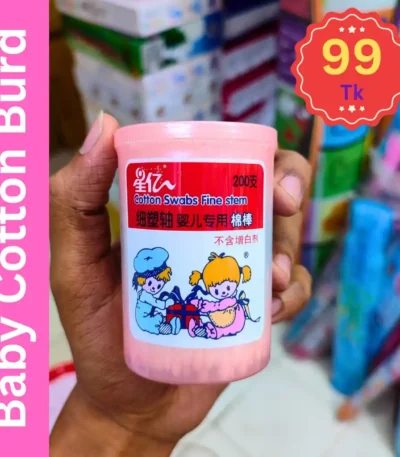 Baby Cotton Burd
99
Tk
星亿
200支
Cotton Swabs Fine stem
细塑轴 婴儿专用 棉棒
不含增白剂
®